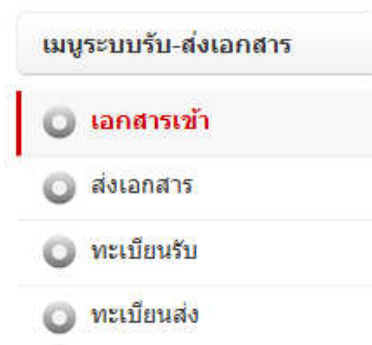 เมนูระบบรับ-ส่งเอกสาร
เอกสารเข้า
ส่งเอกสาร
ทะเบียนรับ
ทะเบียนส่ง